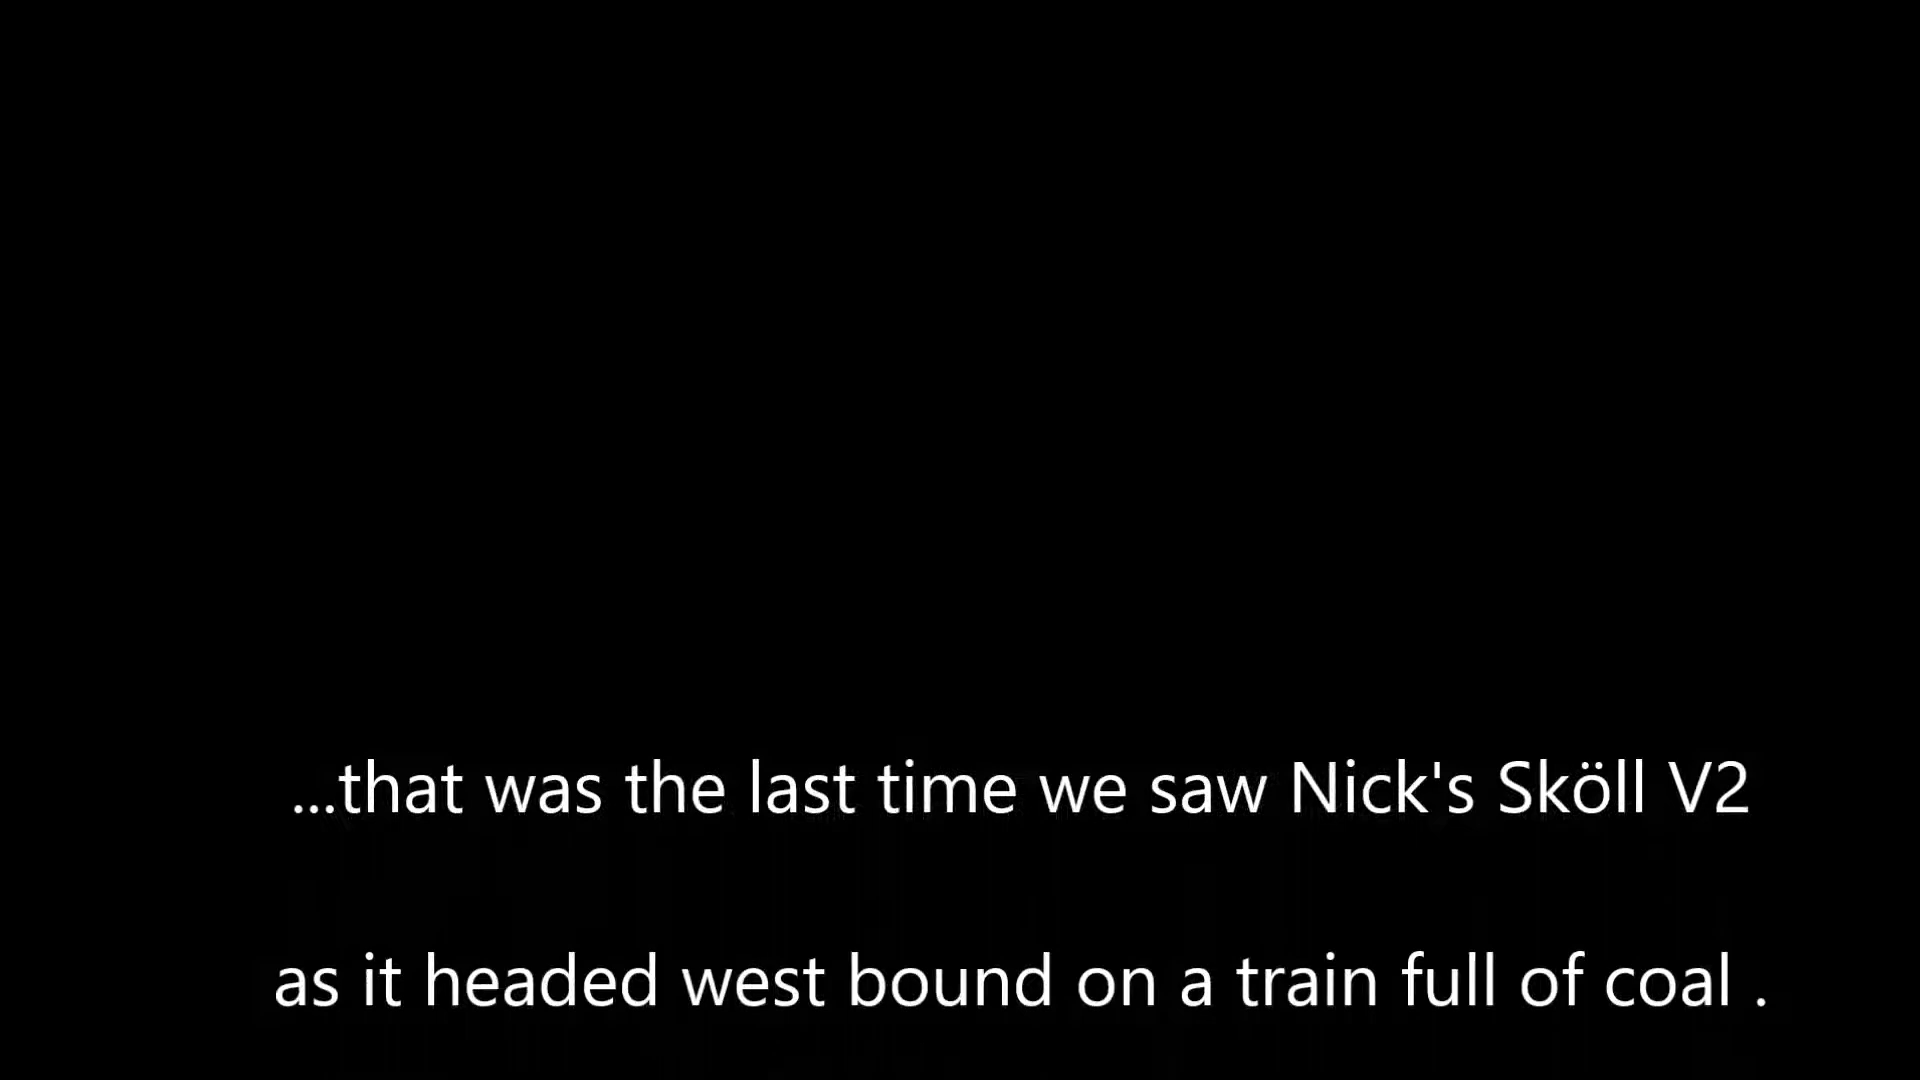 ...that was the last time we saw Nick's Sköll V2
as it headed west bound on a train full of coal .